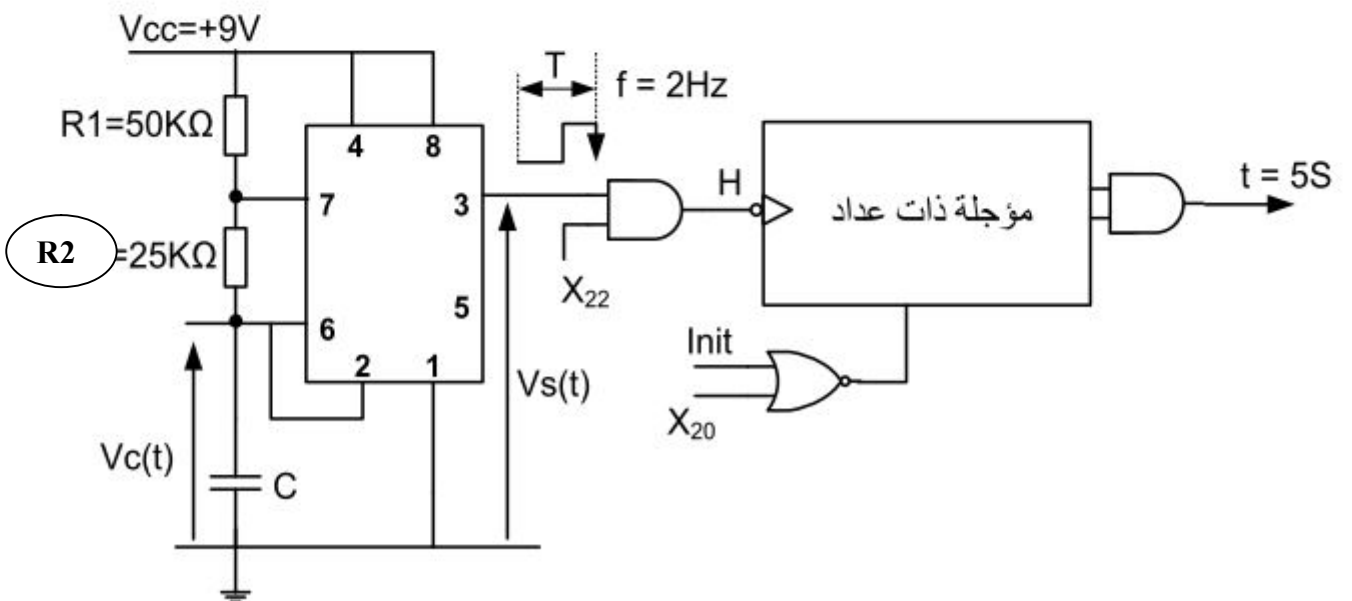 Vcc=+9V
T
f = 2Hz
R1=50KΩ
4 8
7 3
H
مؤجلة ذات عداد
t = 5S
R2 =25KΩ
X22
5
6
2 1
Init
Vs(t)
X20
Vc(t)
C